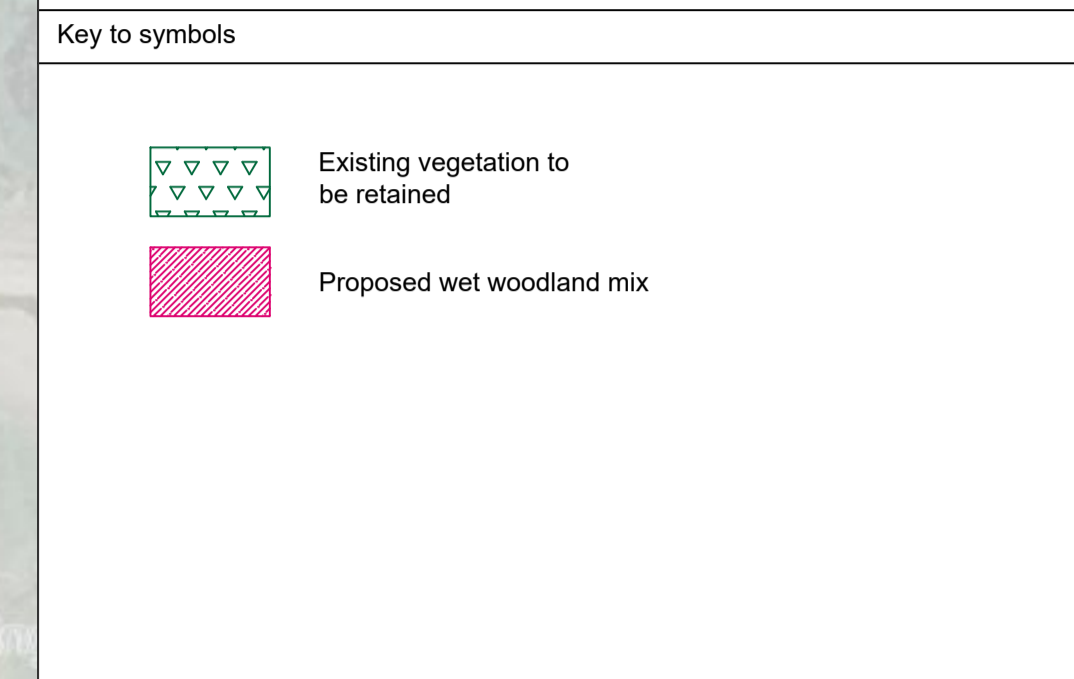 Key to symbols
Existing vegetation to
be retained
Proposed wet woodland mix